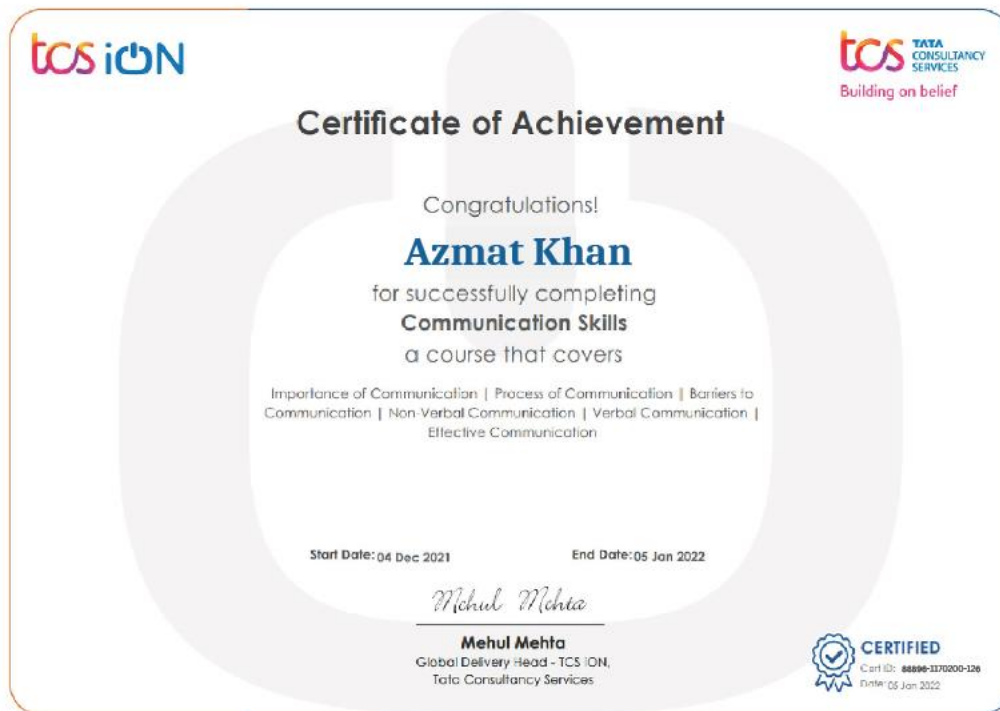 tcs iON
tcs TATA
CONSULTANCY
SERVICES
Building on belief
Certificate of Achievement
Congratulations!
Azmat Khan
for successfully completing
Communication Skills
a course that covers
Importance of Communication | Process of Communication | Barriers to
Communication | Non-Verbal Communication | Verbal Communication |
Effective Communication
Start Date: 04 Dec 2021
End Date: 05 Jan 2022
Mehul Mehta
Mehul Mehta
Global Delivery Head - TCS iON,
Tata Consultancy Services
CERTIFIED
Cert ID: 88896-1170200-126
Date: 05 Jan 2022